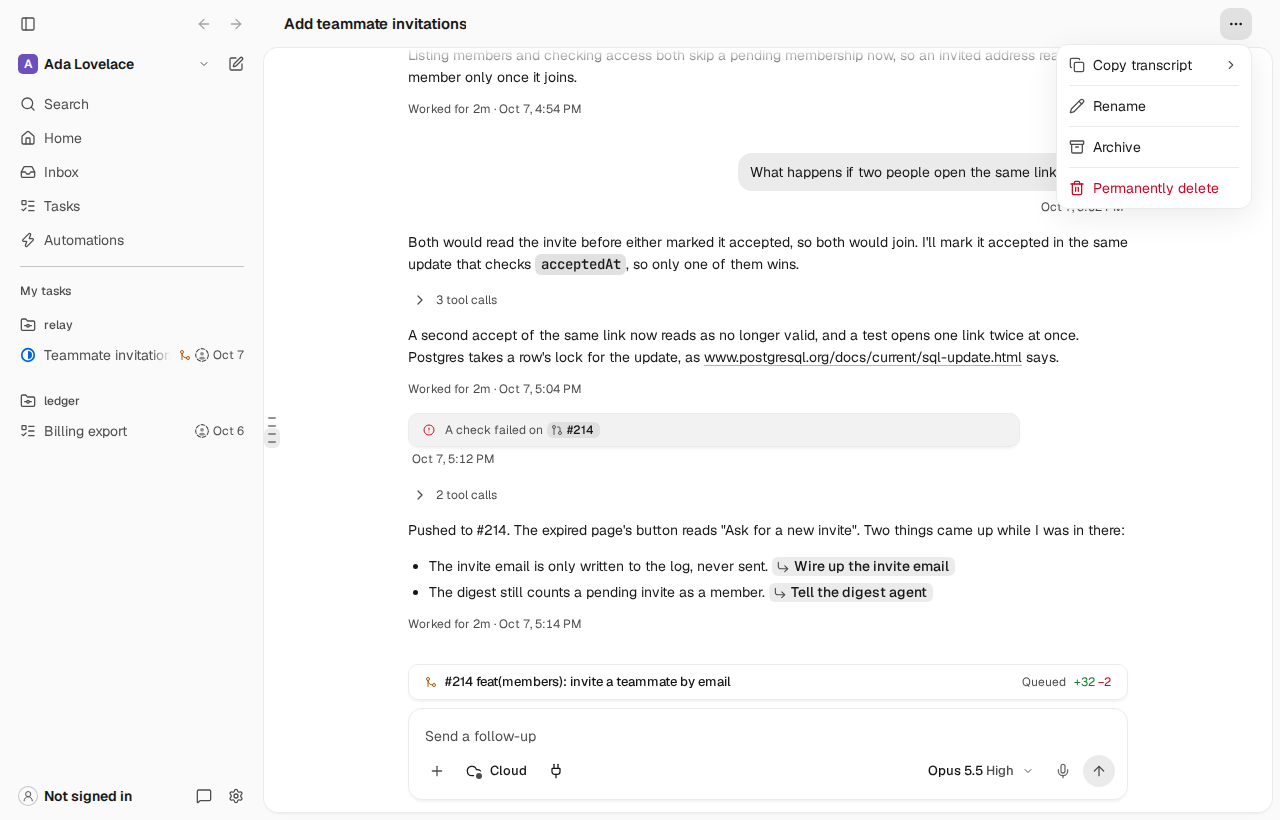 Add teammate invitations
A
Ada Lovelace
Search
Home
Inbox
Tasks
Automations
My tasks
relay
Teammate invitation
Oct 7
ledger
Billing export
Oct 6
Not signed in
Listing members and checking access both skip a pending membership now, so an invited address
member only once it joins.
Worked for 2m · Oct 7, 4:54 PM
What happens if two people open the same link
Oct 7,
Both would read the invite before either marked it accepted, so both would join. I'll mark it accepted in the same
update that checks acceptedAt, so only one of them wins.
3 tool calls
A second accept of the same link now reads as no longer valid, and a test opens one link twice at once.
Postgres takes a row's lock for the update, as www.postgresql.org/docs/current/sql-update.html says.
Worked for 2m · Oct 7, 5:04 PM
A check failed on #214
Oct 7, 5:12 PM
2 tool calls
Pushed to #214. The expired page's button reads "Ask for a new invite". Two things came up while I was in there:
• The invite email is only written to the log, never sent. Wire up the invite email
• The digest still counts a pending invite as a member. Tell the digest agent
Worked for 2m · Oct 7, 5:14 PM
#214 feat(members): invite a teammate by email
Queued +32 −2
Send a follow-up
Cloud
Opus 5.5 High
Copy transcript
Rename
Archive
Permanently delete